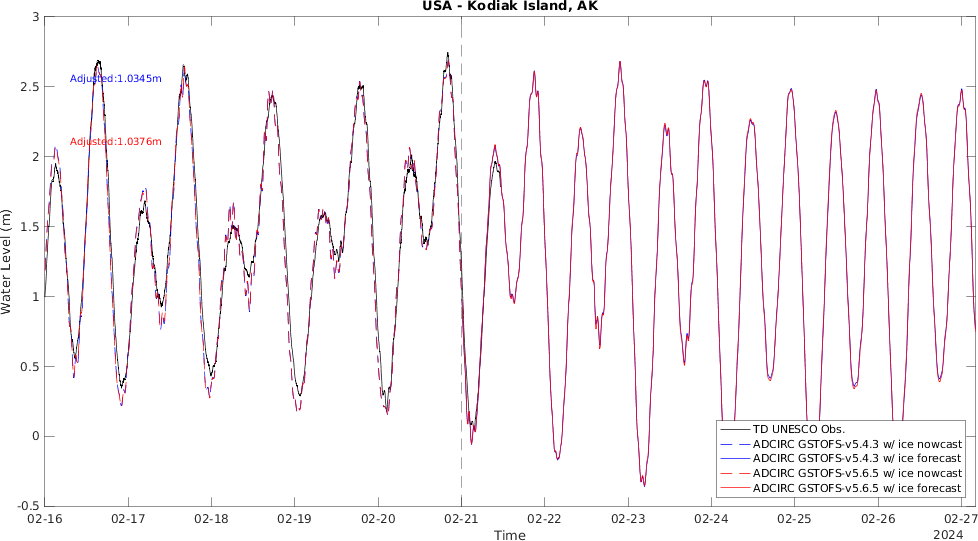 USA - Kodiak Island, AK
3
2.5
2
1.5
1
0.5
0
-0.5
Water Level (m)
Adjusted:1.0345m
Adjusted:1.0376m
TD UNESCO Obs.
ADCIRC GSTOFS-v5.4.3 w/ ice nowcast
ADCIRC GSTOFS-v5.4.3 w/ ice forecast
ADCIRC GSTOFS-v5.6.5 w/ ice nowcast
ADCIRC GSTOFS-v5.6.5 w/ ice forecast
02-16 02-17 02-18 02-19 02-20 02-21 02-22 02-23 02-24 02-25 02-26 02-27
Time 2024